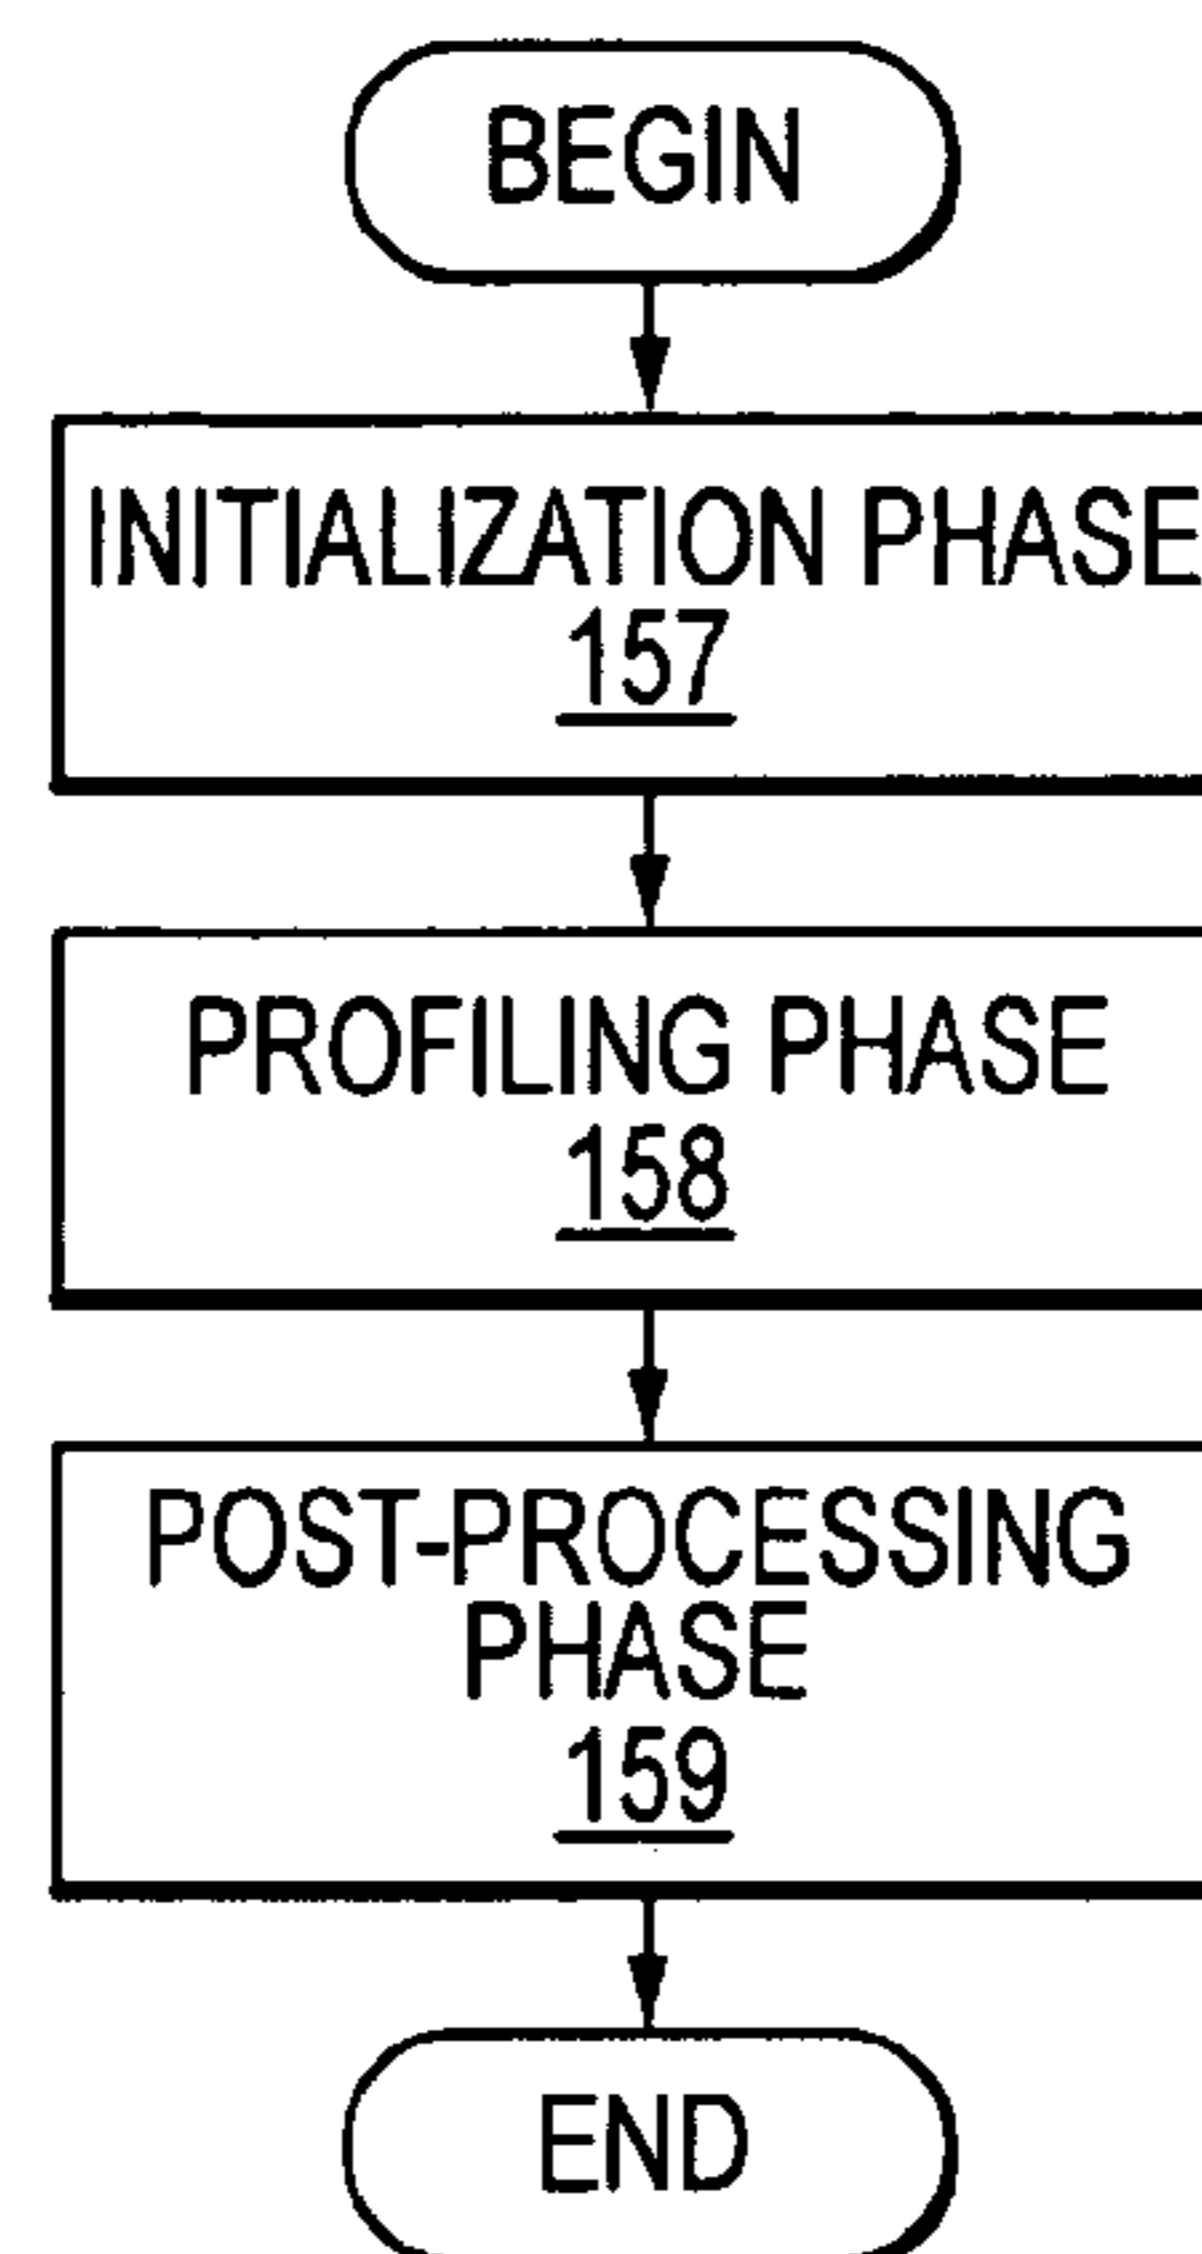 BEGIN
INITIALIZATION PHASE
157
PROFILING PHASE
158
POST-PROCESSING
PHASE
159
END